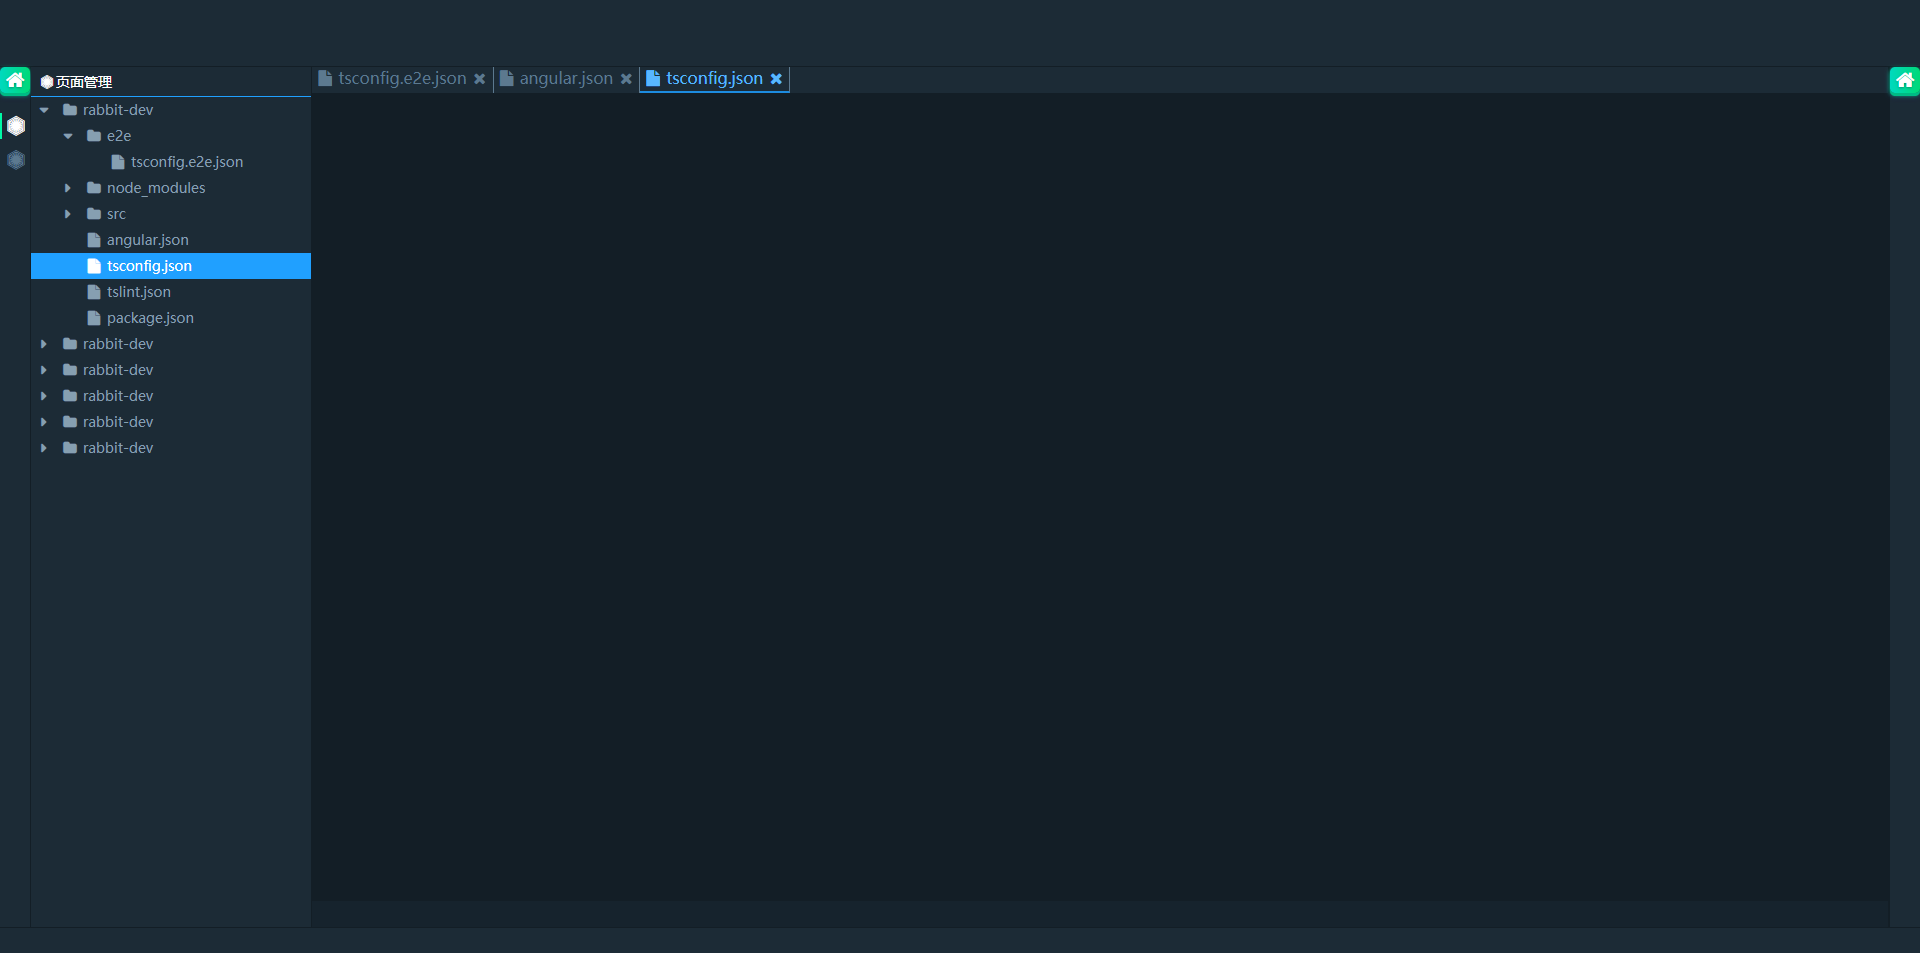 页面管理
tsconfig.e2e.json
angular.json
tsconfig.json
rabbit-dev
e2e
tsconfig.e2e.json
node_modules
src
angular.json
tsconfig.json
tslint.json
package.json
rabbit-dev
rabbit-dev
rabbit-dev
rabbit-dev
rabbit-dev